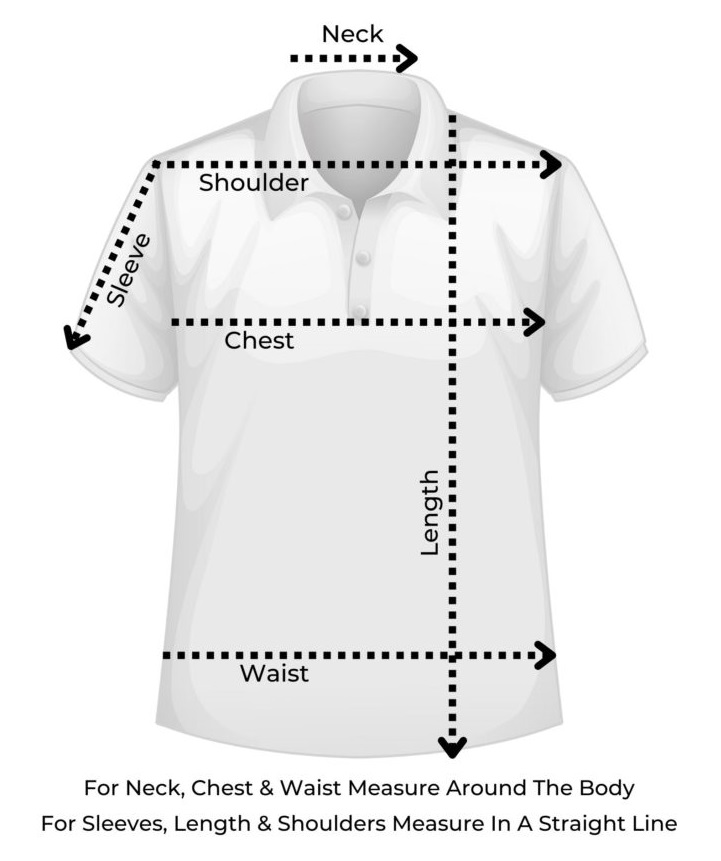 Neck
Shoulder
Sleeve
Chest
Length
Waist
For Neck, Chest & Waist Measure Around The Body
For Sleeves, Length & Shoulders Measure In A Straight Line